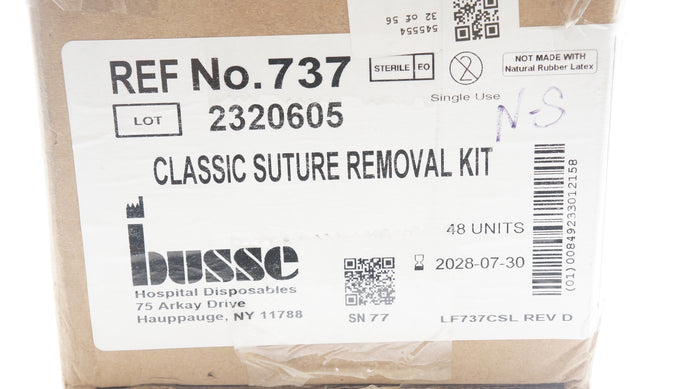 545554
32 of 56
REF No.737
STERILE EO
NOT MADE WITH
Natural Rubber Latex
Single Use
LOT 2320605
N-S
CLASSIC SUTURE REMOVAL KIT
48 UNITS
2028-07-30
(01)00849233012158
busse
Hospital Disposables
75 Arkay Drive
Hauppauge, NY 11788
SN 77
LF737CSL REV D